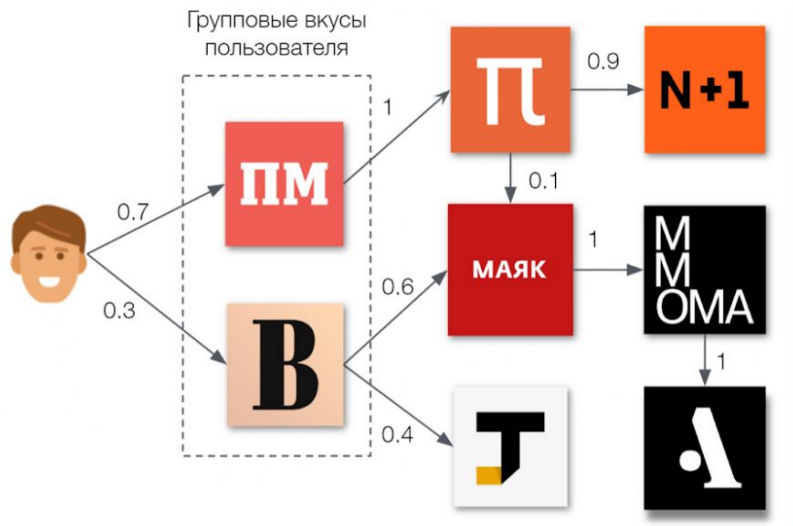 Групповые вкусы
пользователя
0.7
0.3
ПМ
В
1
0.6
0.4
π
0.9
N+1
0.1
МАЯК
1
М
М
ОМА
1